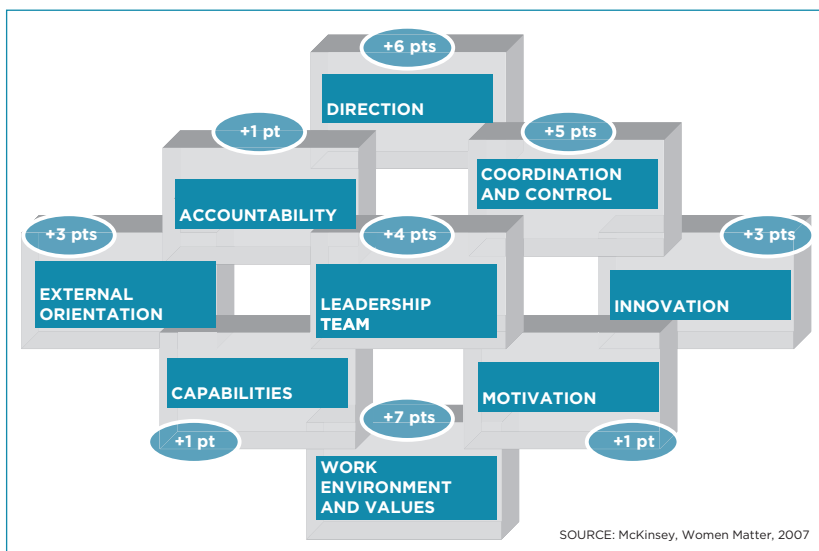 +6 pts
DIRECTION
+1 pt
ACCOUNTABILITY
+5 pts
COORDINATION
AND CONTROL
+3 pts
EXTERNAL
ORIENTATION
+4 pts
LEADERSHIP
TEAM
+3 pts
INNOVATION
CAPABILITIES
+1 pt
MOTIVATION
+1 pt
+7 pts
WORK
ENVIRONMENT
AND VALUES
SOURCE: McKinsey, Women Matter, 2007